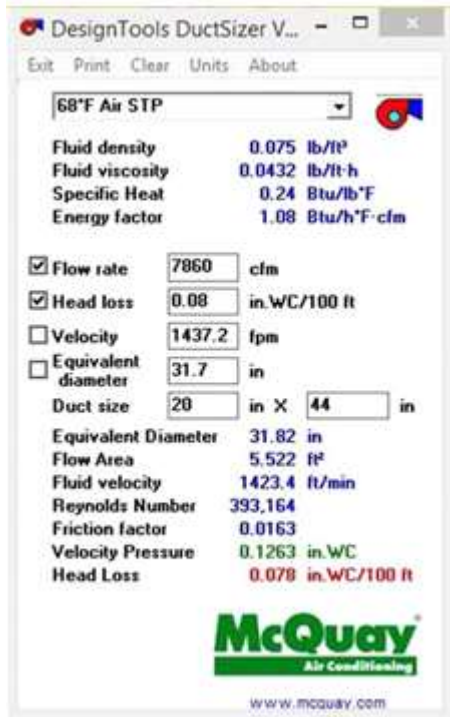 DesignTools DuctSizer V...
Exit Print Clear Units About
68°F Air STP
Fluid density 0.075 lb/ft³
Fluid viscosity 0.0432 lb/ft·h
Specific Heat 0.24 Btu/lb°F
Energy factor 1.08 Btu/h°F·cfm
Flow rate 7860 cfm
Head loss 0.08 in.WC/100 ft
Velocity 1437.2 fpm
Equivalent
diameter 31.7 in
Duct size 20 in X 44 in
Equivalent Diameter 31.82 in
Flow Area 5.522 ft²
Fluid velocity 1423.4 ft/min
Reynolds Number 393,164
Friction factor 0.0163
Velocity Pressure 0.1263 in.WC
Head Loss 0.078 in.WC/100 ft
McQuay
Air Conditioning
www.mcquay.com